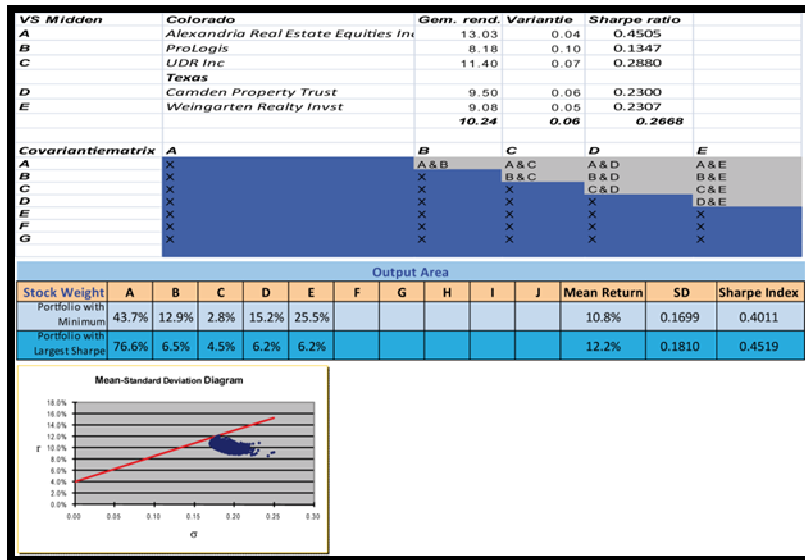 VS Midden Colorado Gem. rend. Variantie Sharpe ratio
A Alexandria Real Estate Equities Inc 13.03 0.04 0.4505
B ProLogis 8.18 0.10 0.1347
C UDR Inc 11.40 0.07 0.2880
Texas
D Camden Property Trust 9.50 0.06 0.2300
E Weingarten Realty Invst 9.08 0.05 0.2307
10.24 0.06 0.2668
Covariantiematrix A B C D E
A X A & B A & C A & D A & E
B X X B & C B & D B & E
C X X X C & D C & E
D X X X X D & E
E X X X X X
F X X X X X
G X X X X X
Output Area
Stock Weight A B C D E F G H I J Mean Return SD Sharpe Index
Portfolio with Minimum 43.7% 12.9% 2.8% 15.2% 25.5% 10.8% 0.1699 0.4011
Portfolio with Largest Sharpe 76.6% 6.5% 4.5% 6.2% 6.2% 12.2% 0.1810 0.4519
Mean-Standard Deviation Diagram
18.0%
16.0%
14.0%
12.0%
r 10.0%
8.0%
6.0%
4.0%
2.0%
0.0%
0.00 0.05 0.10 0.15 0.20 0.25 0.30
σ